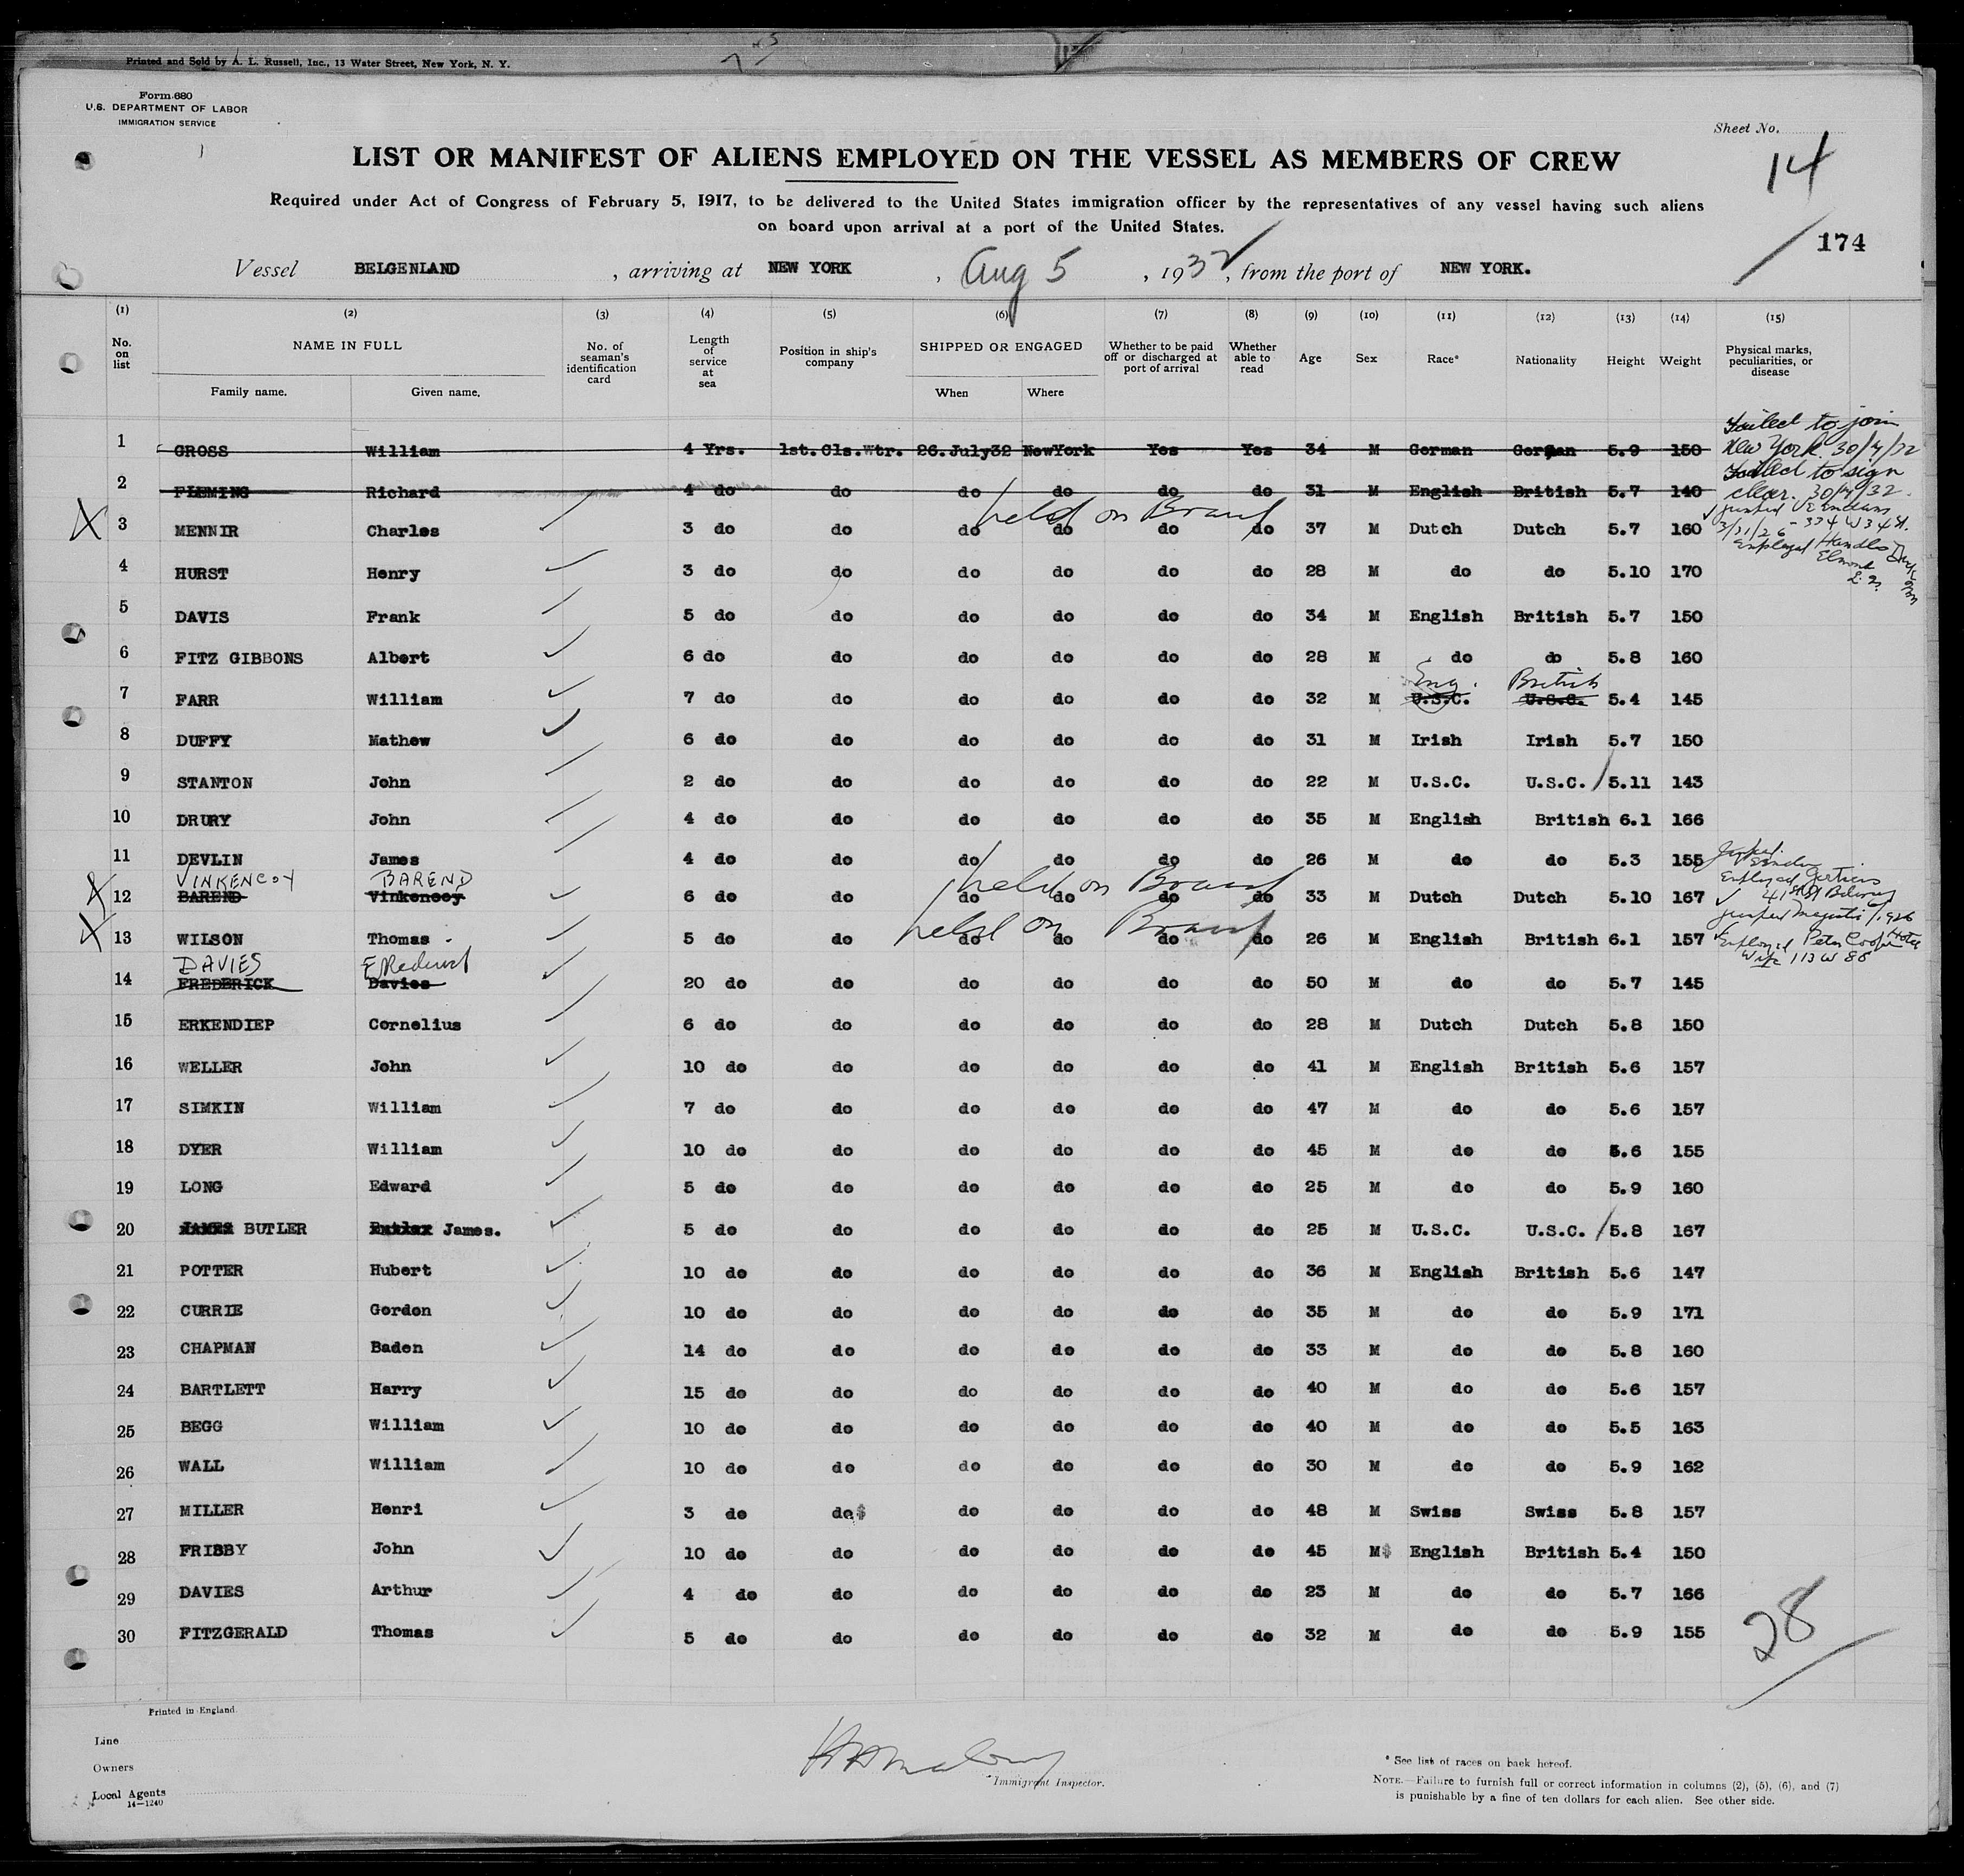 Printed and Sold by A. L. Russell, Inc., 13 Water Street, New York, N. Y.
Form 680
U.S. DEPARTMENT OF LABOR
IMMIGRATION SERVICE
Sheet No.
14
LIST OR MANIFEST OF ALIENS EMPLOYED ON THE VESSEL AS MEMBERS OF CREW
Required under Act of Congress of February 5, 1917, to be delivered to the United States immigration officer by the representatives of any vessel having such aliens
on board upon arrival at a port of the United States.
174
Vessel BELGENLAND , arriving at NEW YORK , Aug 5 , 1932, from the port of NEW YORK.
(1) (2) (3) (4) (5) (6) (7) (8) (9) (10) (11) (12) (13) (14) (15)
No. on list NAME IN FULL Family name. Given name. No. of seaman's identification card Length of service at sea Position in ship's company SHIPPED OR ENGAGED When Where Whether to be paid off or discharged at port of arrival Whether able to read Age Sex Race* Nationality Height Weight Physical marks, peculiarities, or disease
Failed to join
1 GROSS William 4 Yrs. 1st.Cls.Wtr. 26.July32 NewYork Yes Yes 34 M German German 5.9 150 New York 30/7/32
Failed to sign
2 FLEMING Richard 4 do do do do do do 31 M English British 5.7 140 clear. 30/7/32.
held on Board
3 MENNIR Charles 3 do do do do do do 37 M Dutch Dutch 5.7 160 3/21/26 - 334 W 34 St.
Employed
4 HURST Henry 3 do do do do do do 28 M do do 5.10 170
5 DAVIS Frank 5 do do do do do do 34 M English British 5.7 150
6 FITZ GIBBONS Albert 6 do do do do do do 28 M do do 5.8 160
Eng. British
7 FARR William 7 do do do do do do 32 M U.S.C. U.S.C. 5.4 145
8 DUFFY Mathew 6 do do do do do do 31 M Irish Irish 5.7 150
9 STANTON John 2 do do do do do do 22 M U.S.C. U.S.C. 5.11 143
10 DRURY John 4 do do do do do do 35 M English British 6.1 166
11 DEVLIN James 4 do do do do do do 26 M do do 5.3 155
VINKENCOY BAREND held on Board Employed
12 BAREND Vinkencoy 6 do do do do do do 33 M Dutch Dutch 5.10 167
held on Board jumped Majestic
13 WILSON Thomas 5 do do do do do do 26 M English British 6.1 157 Employed Peter Cooper Hotel
DAVIES Frederick Wife 113 W 88
14 FREDERICK Davies 20 do do do do do do 50 M do do 5.7 145
15 ERKENDIEP Cornelius 6 do do do do do do 28 M Dutch Dutch 5.8 150
16 WELLER John 10 do do do do do do 41 M English British 5.6 157
17 SIMKIN William 7 do do do do do do 47 M do do 5.6 157
18 DYER William 10 do do do do do do 45 M do do 5.6 155
19 LONG Edward 5 do do do do do do 25 M do do 5.9 160
20 JAMES BUTLER Butler James. 5 do do do do do do 25 M U.S.C. U.S.C. 5.8 167
21 POTTER Hubert 10 do do do do do do 36 M English British 5.6 147
22 CURRIE Gordon 10 do do do do do do 35 M do do 5.9 171
23 CHAPMAN Baden 14 do do do do do do 33 M do do 5.8 160
24 BARTLETT Harry 15 do do do do do do 40 M do do 5.6 157
25 BEGG William 10 do do do do do do 40 M do do 5.5 163
26 WALL William 10 do do do do do do 30 M do do 5.9 162
27 MILLER Henri 3 do do do do do do 48 M Swiss Swiss 5.8 157
28 FRISBY John 10 do do do do do do 45 M English British 5.4 150
29 DAVIES Arthur 4 do do do do do do 23 M do do 5.7 166
30 FITZGERALD Thomas 5 do do do do do do 32 M do do 5.9 155
28
Printed in England.
Line
Owners
Local Agents
14—1240
Immigrant Inspector.
* See list of races on back hereof.
NOTE.—Failure to furnish full or correct information in columns (2), (5), (6), and (7)
is punishable by a fine of ten dollars for each alien. See other side.